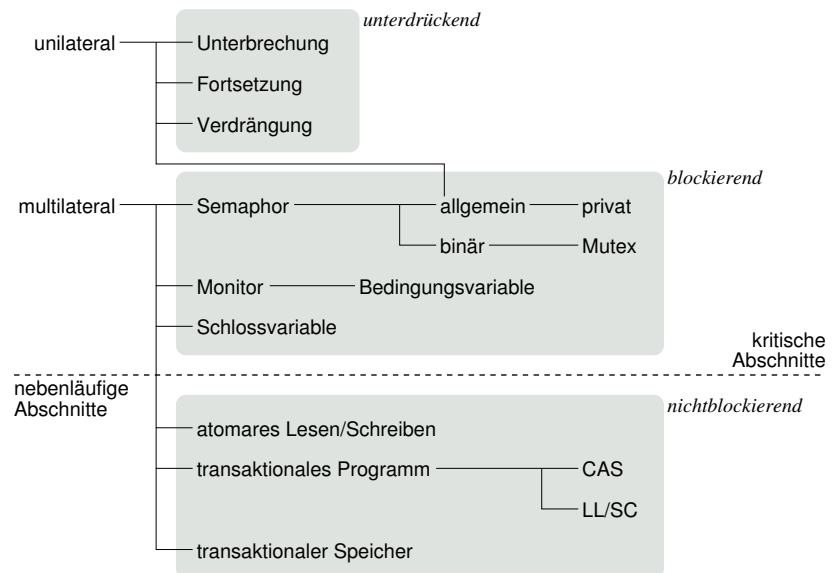 unterdrückend
unilateral
Unterbrechung
Fortsetzung
Verdrängung
blockierend
multilateral
Semaphor
allgemein
privat
binär
Mutex
Monitor
Bedingungsvariable
Schlossvariable
kritische
Abschnitte
nebenläufige
Abschnitte
nichtblockierend
atomares Lesen/Schreiben
transaktionales Programm
CAS
LL/SC
transaktionaler Speicher